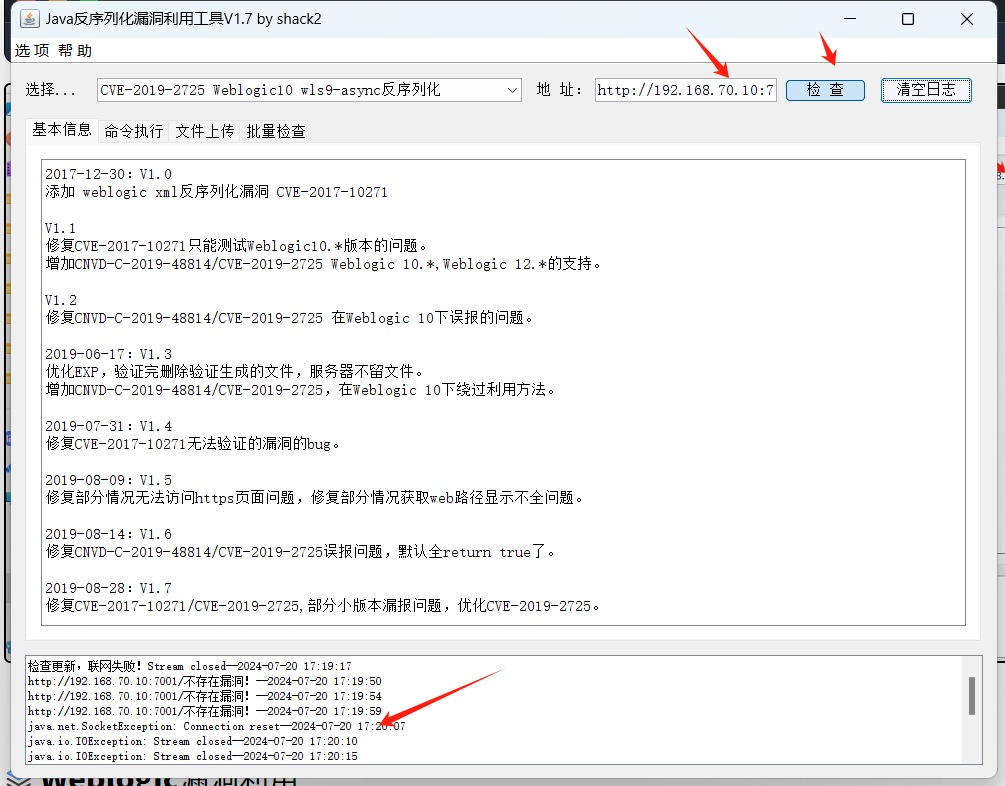 Java反序列化漏洞利用工具V1.7 by shack2
选项 帮助
选择... CVE-2019-2725 Weblogic10 wls9-async反序列化 地 址: http://192.168.70.10:7 检 查 清空日志
基本信息 命令执行 文件上传 批量检查
2017-12-30：V1.0
添加 weblogic xml反序列化漏洞 CVE-2017-10271
V1.1
修复CVE-2017-10271只能测试Weblogic10.*版本的问题。
增加CNVD-C-2019-48814/CVE-2019-2725 Weblogic 10.*,Weblogic 12.*的支持。
V1.2
修复CNVD-C-2019-48814/CVE-2019-2725 在Weblogic 10下误报的问题。
2019-06-17：V1.3
优化EXP，验证完删除验证生成的文件，服务器不留文件。
增加CNVD-C-2019-48814/CVE-2019-2725，在Weblogic 10下绕过利用方法。
2019-07-31：V1.4
修复CVE-2017-10271无法验证的漏洞的bug。
2019-08-09：V1.5
修复部分情况无法访问https页面问题，修复部分情况获取web路径显示不全问题。
2019-08-14：V1.6
修复CNVD-C-2019-48814/CVE-2019-2725误报问题，默认全return true了。
2019-08-28：V1.7
修复CVE-2017-10271/CVE-2019-2725,部分小版本漏报问题，优化CVE-2019-2725。
检查更新，联网失败！Stream closed--2024-07-20 17:19:17
http://192.168.70.10:7001/不存在漏洞！--2024-07-20 17:19:50
http://192.168.70.10:7001/不存在漏洞！--2024-07-20 17:19:54
http://192.168.70.10:7001/不存在漏洞！--2024-07-20 17:19:59
java.net.SocketException: Connection reset--2024-07-20 17:20:07
java.io.IOException: Stream closed--2024-07-20 17:20:10
java.io.IOException: Stream closed--2024-07-20 17:20:15
Weblogic漏洞利用